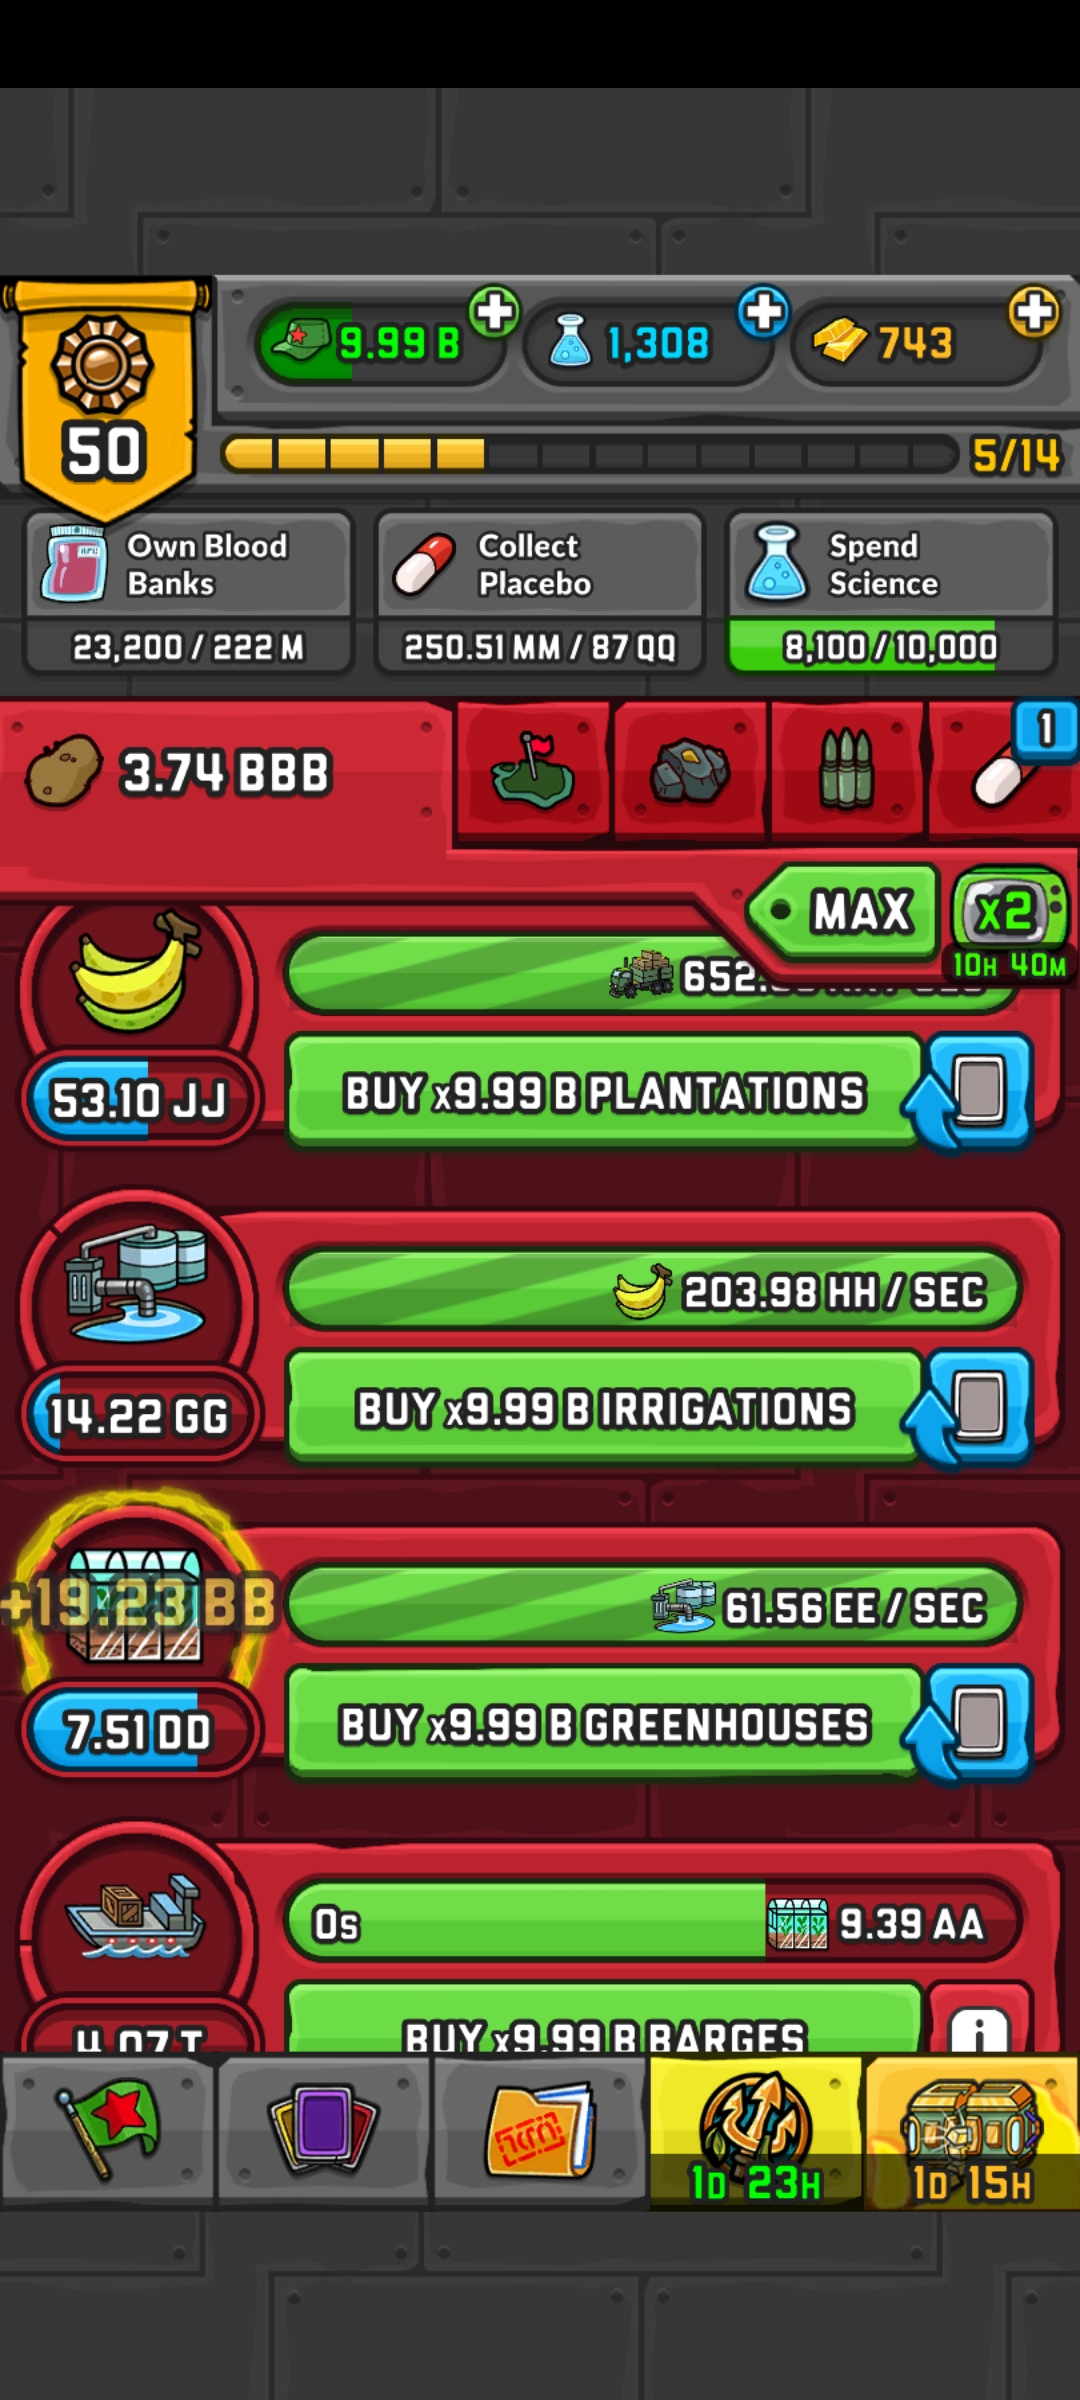 9.99 B
1,308
743
50
5/14
Own Blood
Banks
23,200 / 222 M
Collect
Placebo
250.51 MM / 87 QQ
Spend
Science
8,100 / 10,000
3.74 BBB
1
MAX
x2
10H 40M
652.
53.10 JJ
BUY x9.99 B PLANTATIONS
203.98 HH / SEC
14.22 GG
BUY x9.99 B IRRIGATIONS
+19.23 BB
61.56 EE / SEC
7.51 DD
BUY x9.99 B GREENHOUSES
0s
9.39 AA
4.07 T
BUY x9.99 B BARGES
i
1D 23H
1D 15H